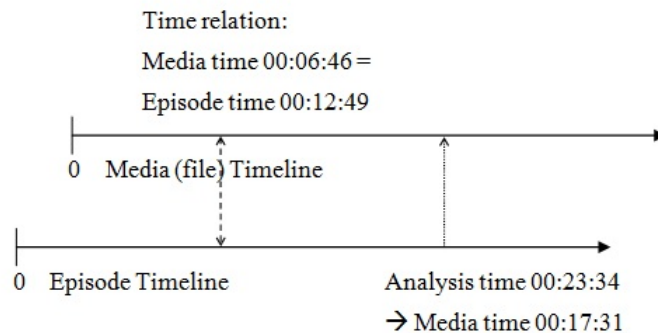 Time relation:
Media time 00:06:46 =
Episode time 00:12:49
0 Media (file) Timeline
0 Episode Timeline
Analysis time 00:23:34
→ Media time 00:17:31